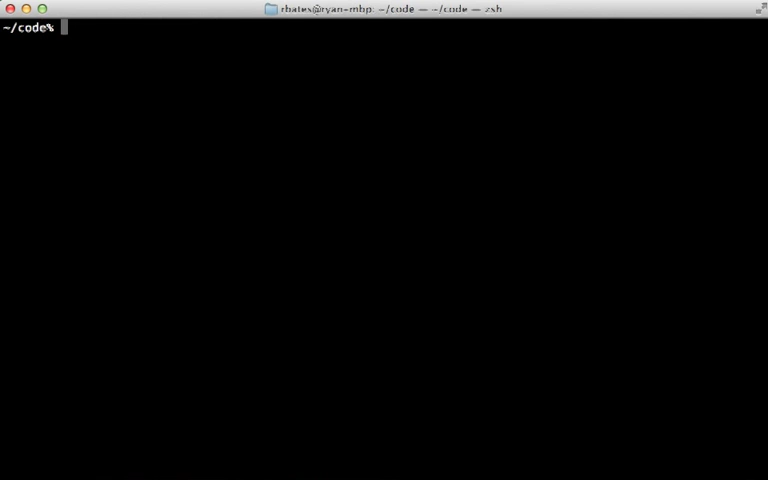 rbates@ryan-mbp: ~/code — ~/code — zsh
~/code%